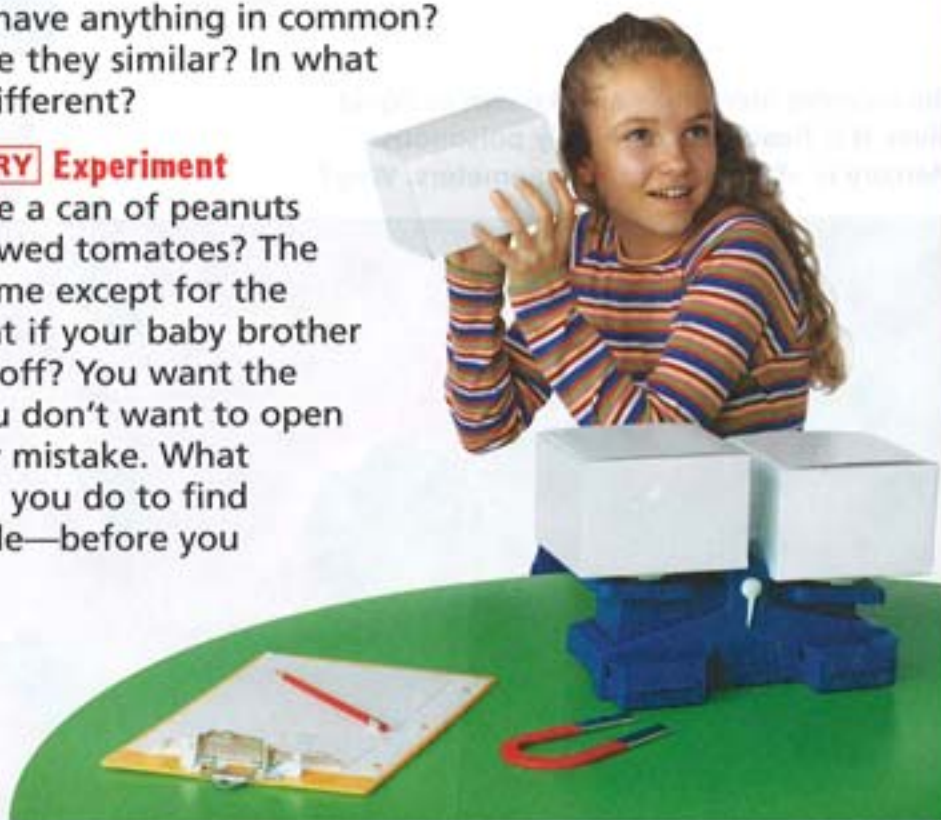 have anything in common?
e they similar? In what
ifferent?
RY Experiment
e a can of peanuts
wed tomatoes? The
me except for the
t if your baby brother
off? You want the
u don't want to open
mistake. What
you do to find
le—before you